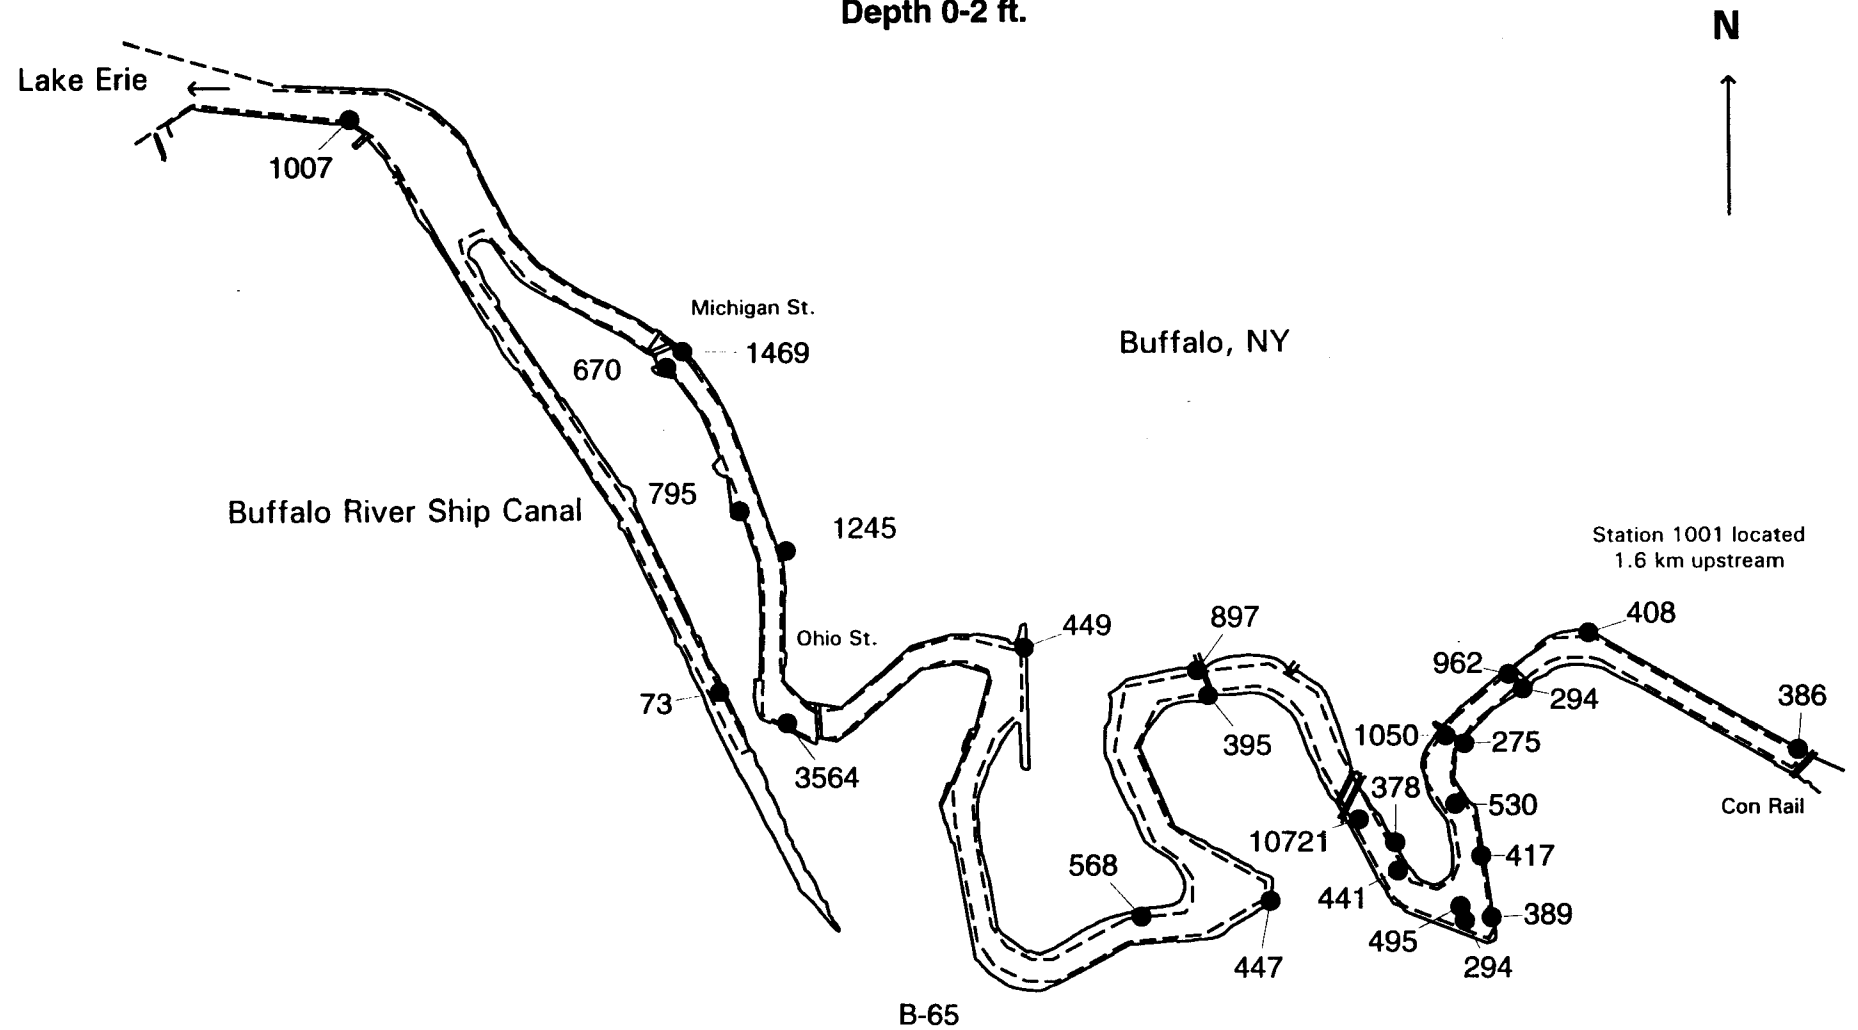 Depth 0-2 ft.
N
Lake Erie
1007
Michigan St.
1469
670
Buffalo, NY
795
Buffalo River Ship Canal
1245
Station 1001 located
1.6 km upstream
408
897
449
Ohio St.
962
73
294
386
1050
275
395
3564
378
530
Con Rail
10721
417
568
441
389
495
447
294
B-65